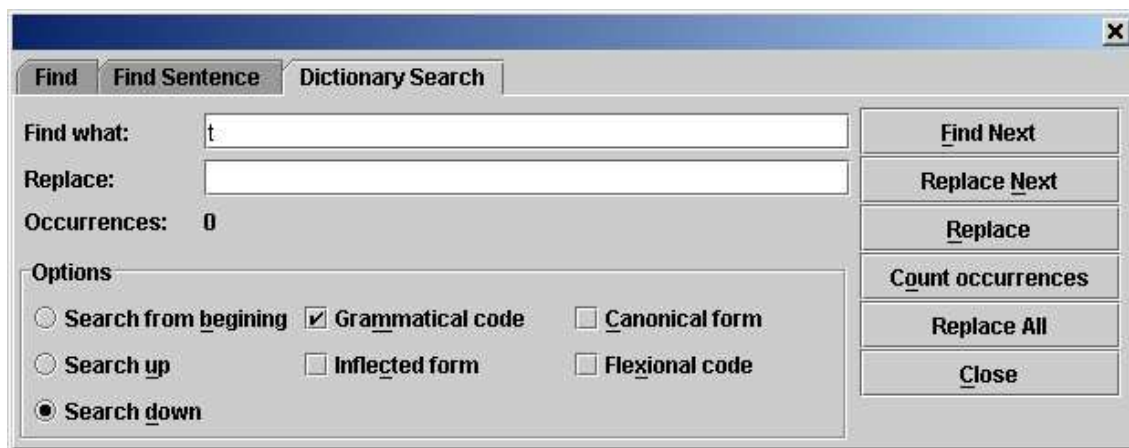 Find Find Sentence Dictionary Search
Find what: t
Replace:
Occurrences: 0
Options
Search from begining Grammatical code Canonical form
Search up Inflected form Flexional code
Search down
Find Next
Replace Next
Replace
Count occurrences
Replace All
Close